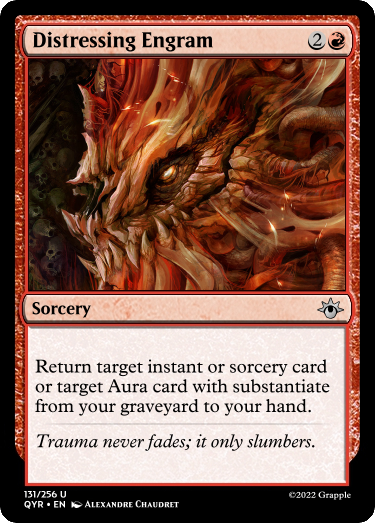 Distressing Engram 2
Sorcery
Return target instant or sorcery card
or target Aura card with substantiate
from your graveyard to your hand.
Trauma never fades; it only slumbers.
131/256 U
QYR • EN Alexandre Chaudret
©2022 Grapple